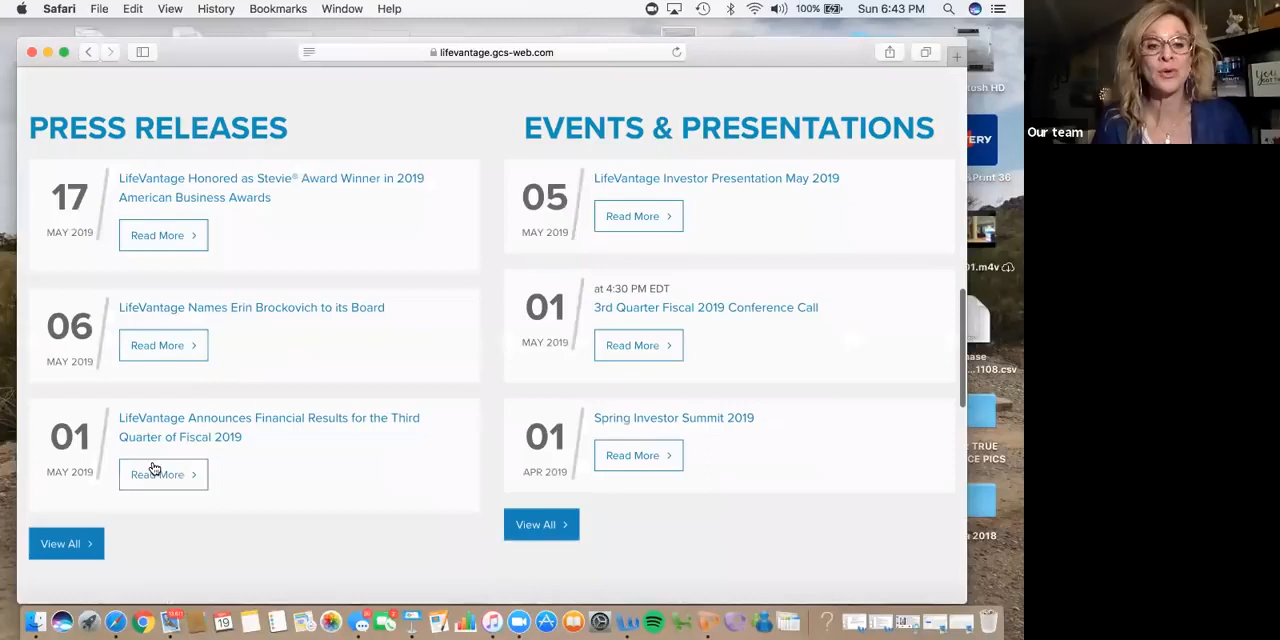 Safari File Edit View History Bookmarks Window Help 100% Sun 6:43 PM
lifevantage.gcs-web.com
PRESS RELEASES
17
MAY 2019
LifeVantage Honored as Stevie® Award Winner in 2019
American Business Awards
Read More
06
MAY 2019
LifeVantage Names Erin Brockovich to its Board
Read More
01
MAY 2019
LifeVantage Announces Financial Results for the Third
Quarter of Fiscal 2019
Read More
View All
EVENTS & PRESENTATIONS
05
MAY 2019
LifeVantage Investor Presentation May 2019
Read More
at 4:30 PM EDT
01
MAY 2019
3rd Quarter Fiscal 2019 Conference Call
Read More
01
APR 2019
Spring Investor Summit 2019
Read More
View All
Our team
19